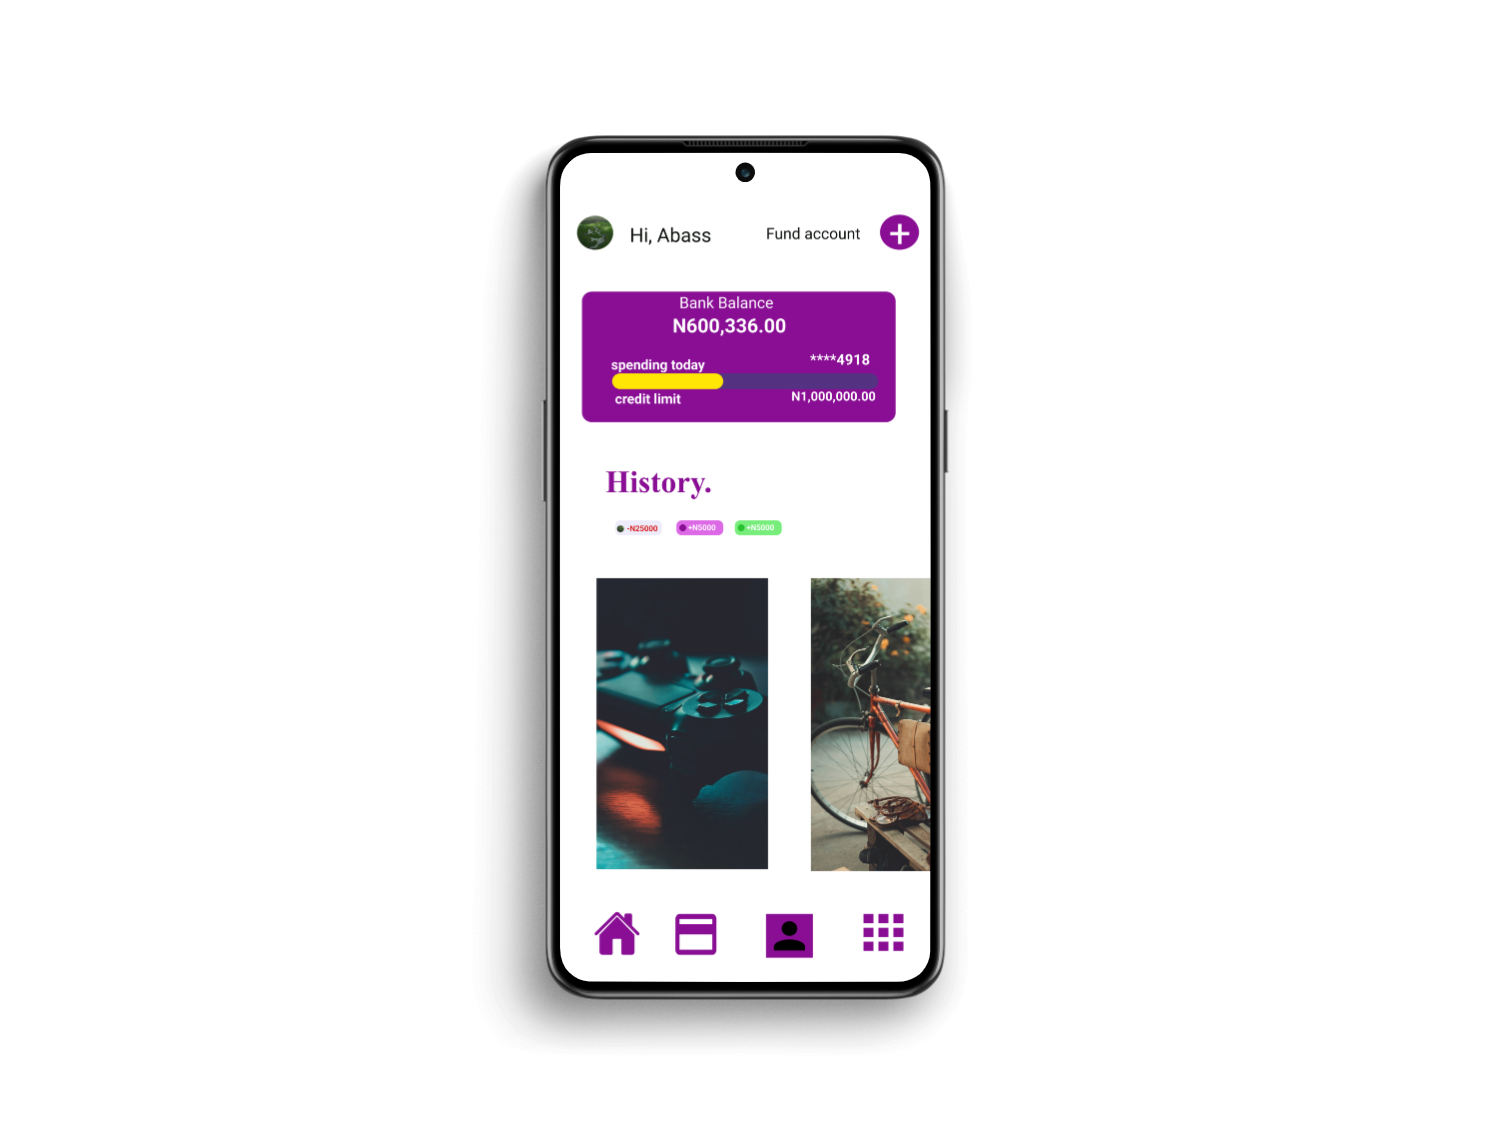 Hi, Abass
Fund account
Bank Balance
N600,336.00
spending today
****4918
credit limit
N1,000,000.00
History.
-N25000
+N5000
+N5000